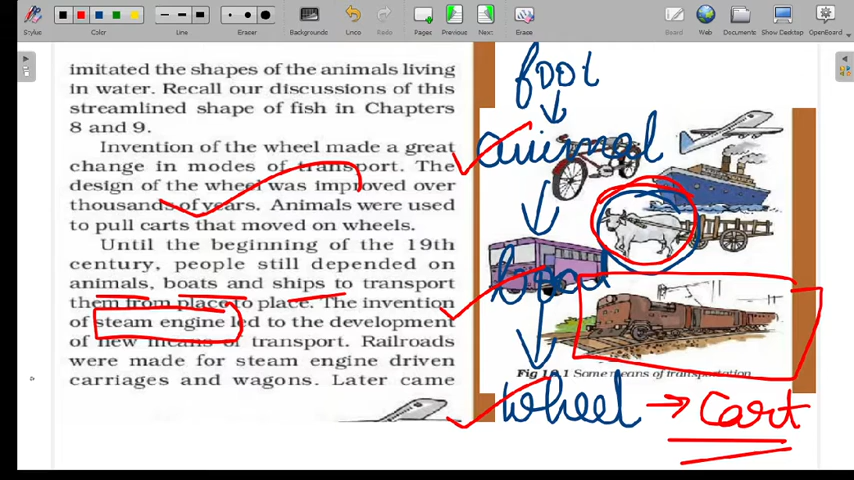 Stylus
Color
Line
Eraser
Backgrounds
Undo
Redo
Pages
Previous
Next
Erase
Board
Web
Documents
Show Desktop
OpenBoard
imitated the shapes of the animals living
in water. Recall our discussions of this
streamlined shape of fish in Chapters
8 and 9.
Invention of the wheel made a great
change in modes of transport. The
design of the wheel was improved over
thousands of years. Animals were used
to pull carts that moved on wheels.
Until the beginning of the 19th
century, people still depended on
animals, boats and ships to transport
them from place to place. The invention
of steam engine led to the development
of new means of transport. Railroads
were made for steam engine driven
carriages and wagons. Later came
foot
animal
wheel → cart
Some means of transportation